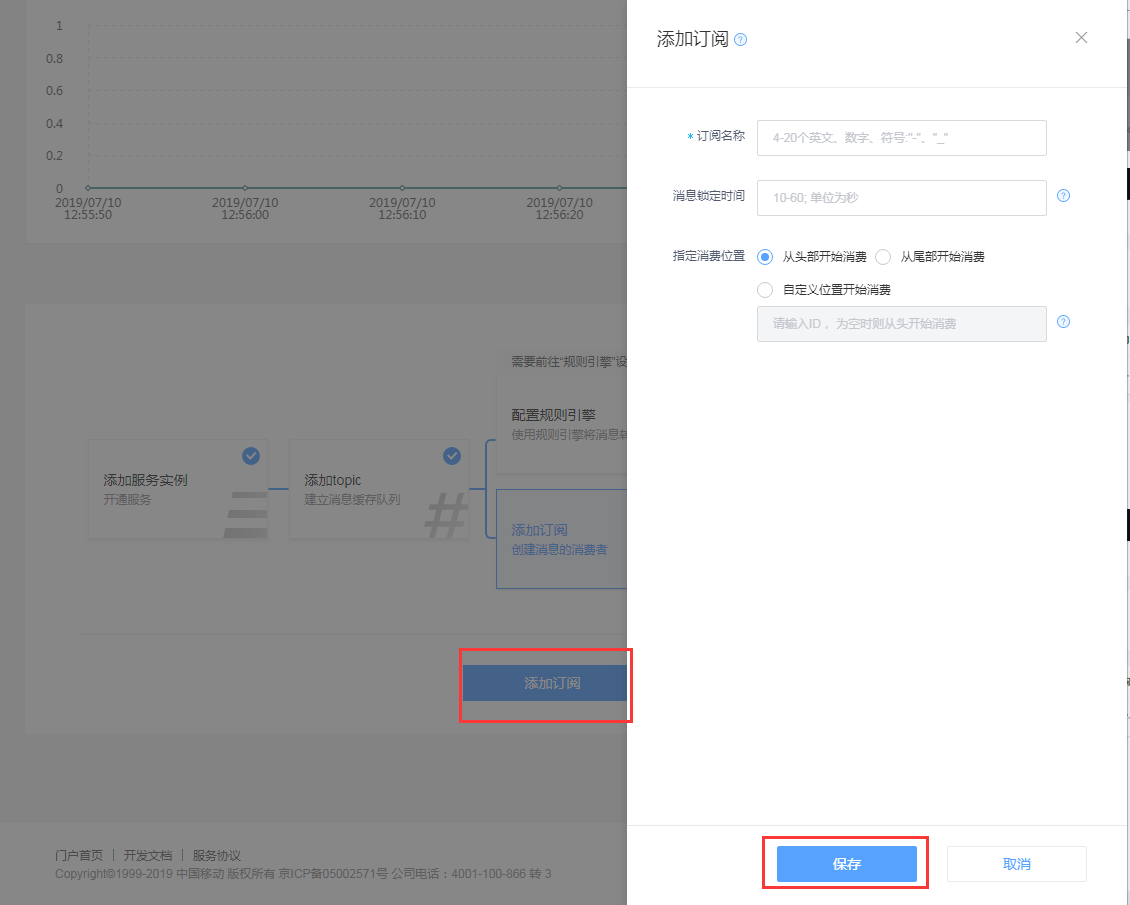 1
0.8
0.6
0.4
0.2
0
2019/07/10 2019/07/10 2019/07/10 2019/07/10
12:55:50 12:56:00 12:56:10 12:56:20
需要前往"规则引擎"设
配置规则引擎
使用规则引擎将消息转
添加服务实例
开通服务
添加topic
建立消息缓存队列
#
添加订阅
创建消息的消费者
添加订阅
门户首页 | 开发文档 | 服务协议
Copyright©1999-2019 中国移动 版权所有 京ICP备05002571号 公司电话：4001-100-866 转 3
添加订阅 ?
* 订阅名称 4-20个英文、数字、符号:"-"、"_"
消息锁定时间 10-60; 单位为秒 ?
指定消费位置 从头部开始消费 从尾部开始消费
自定义位置开始消费
请输入ID ，为空时则从头开始消费 ?
保存 取消